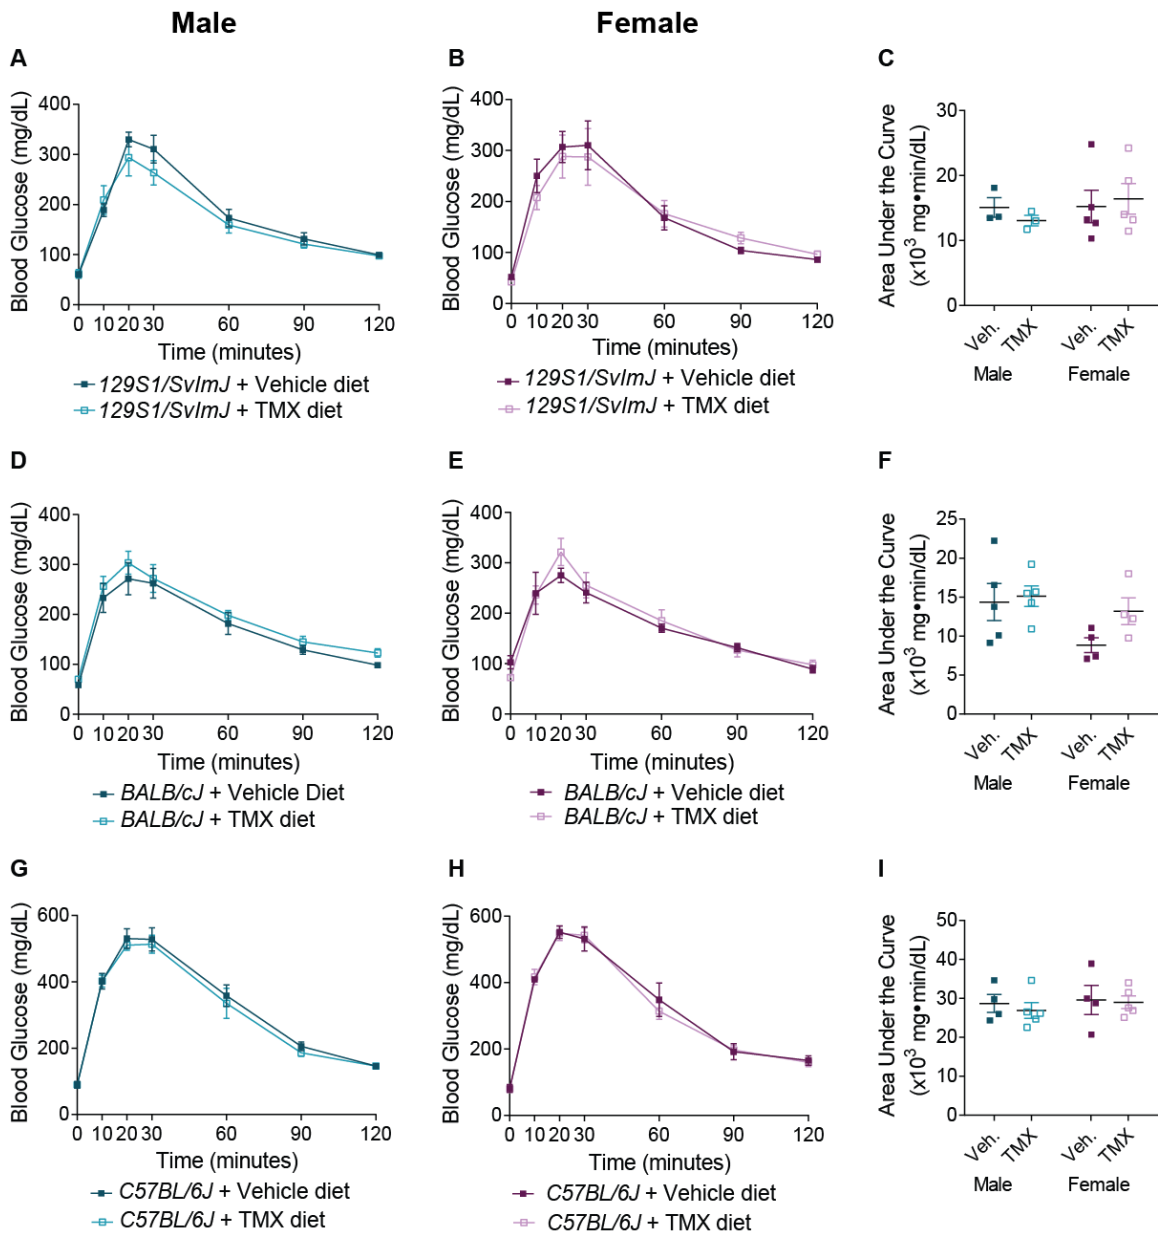 Male
Female
A
Blood Glucose (mg/dL)
400
300
200
100
0
0 10 20 30 60 90 120
Time (minutes)
129S1/SvImJ + Vehicle diet
129S1/SvImJ + TMX diet
B
Blood Glucose (mg/dL)
400
300
200
100
0
0 10 20 30 60 90 120
Time (minutes)
129S1/SvImJ + Vehicle diet
129S1/SvImJ + TMX diet
C
Area Under the Curve
(x10³ mg•min/dL)
30
20
10
0
Veh. TMX Veh. TMX
Male Female
D
Blood Glucose (mg/dL)
400
300
200
100
0
0 10 20 30 60 90 120
Time (minutes)
BALB/cJ + Vehicle Diet
BALB/cJ + TMX diet
E
Blood Glucose (mg/dL)
400
300
200
100
0
0 10 20 30 60 90 120
Time (minutes)
BALB/cJ + Vehicle diet
BALB/cJ + TMX diet
F
Area Under the Curve
(x10³ mg•min/dL)
25
20
15
10
5
0
Veh. TMX Veh. TMX
Male Female
G
Blood Glucose (mg/dL)
600
400
200
0
0 10 20 30 60 90 120
Time (minutes)
C57BL/6J + Vehicle diet
C57BL/6J + TMX diet
H
Blood Glucose (mg/dL)
600
400
200
0
0 10 20 30 60 90 120
Time (minutes)
C57BL/6J + Vehicle diet
C57BL/6J + TMX diet
I
Area Under the Curve
(x10³ mg•min/dL)
50
40
30
20
10
0
Veh. TMX Veh. TMX
Male Female